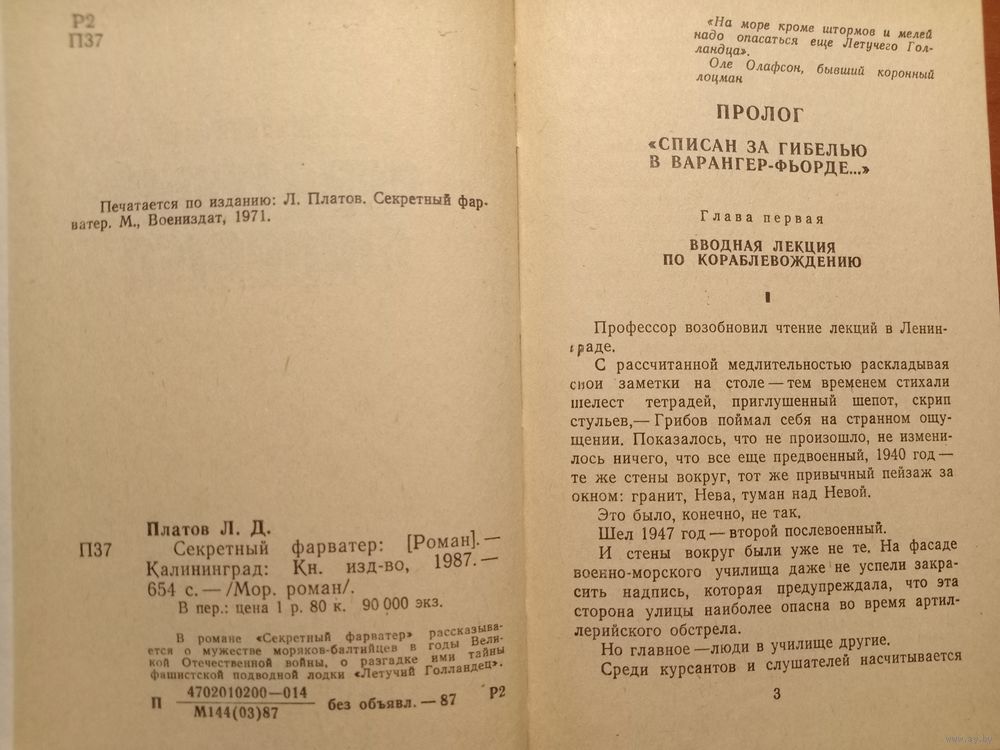 Р2
П37
Печатается по изданию: Л. Платов. Секретный фар-
ватер. М., Воениздат, 1971.
Платов Л. Д.
П37 Секретный фарватер: [Роман].—
Калининград: Кн. изд-во, 1987.—
654 с. — /Мор. роман/.
В пер.: цена 1 р. 80 к. 90 000 экз.
В романе «Секретный фарватер» рассказыва-
ется о мужестве моряков-балтийцев в годы Вели-
кой Отечественной войны, о разгадке ими тайны
фашистской подводной лодки «Летучий Голландец».
П 4702010200—014 без объявл.—87 Р2
М144(03)87
«На море кроме штормов и мелей
надо опасаться еще Летучего Гол-
ландца».
Оле Олафсон, бывший коронный
лоцман
ПРОЛОГ
«СПИСАН ЗА ГИБЕЛЬЮ
В ВАРАНГЕР-ФЬОРДЕ...»
Глава первая
ВВОДНАЯ ЛЕКЦИЯ
ПО КОРАБЛЕВОЖДЕНИЮ
I
Профессор возобновил чтение лекций в Ленин-
граде.
С рассчитанной медлительностью раскладывая
свои заметки на столе — тем временем стихали
шелест тетрадей, приглушенный шепот, скрип
стульев,— Грибов поймал себя на странном ощу-
щении. Показалось, что не произошло, не измени-
лось ничего, что все еще предвоенный, 1940 год —
те же стены вокруг, тот же привычный пейзаж за
окном: гранит, Нева, туман над Невой.
Это было, конечно, не так.
Шел 1947 год — второй послевоенный.
И стены вокруг были уже не те. На фасаде
военно-морского училища даже не успели закра-
сить надпись, которая предупреждала, что эта
сторона улицы наиболее опасна во время артил-
лерийского обстрела.
Но главное — люди в училище другие.
Среди курсантов и слушателей насчитывается
3
www.ay.by